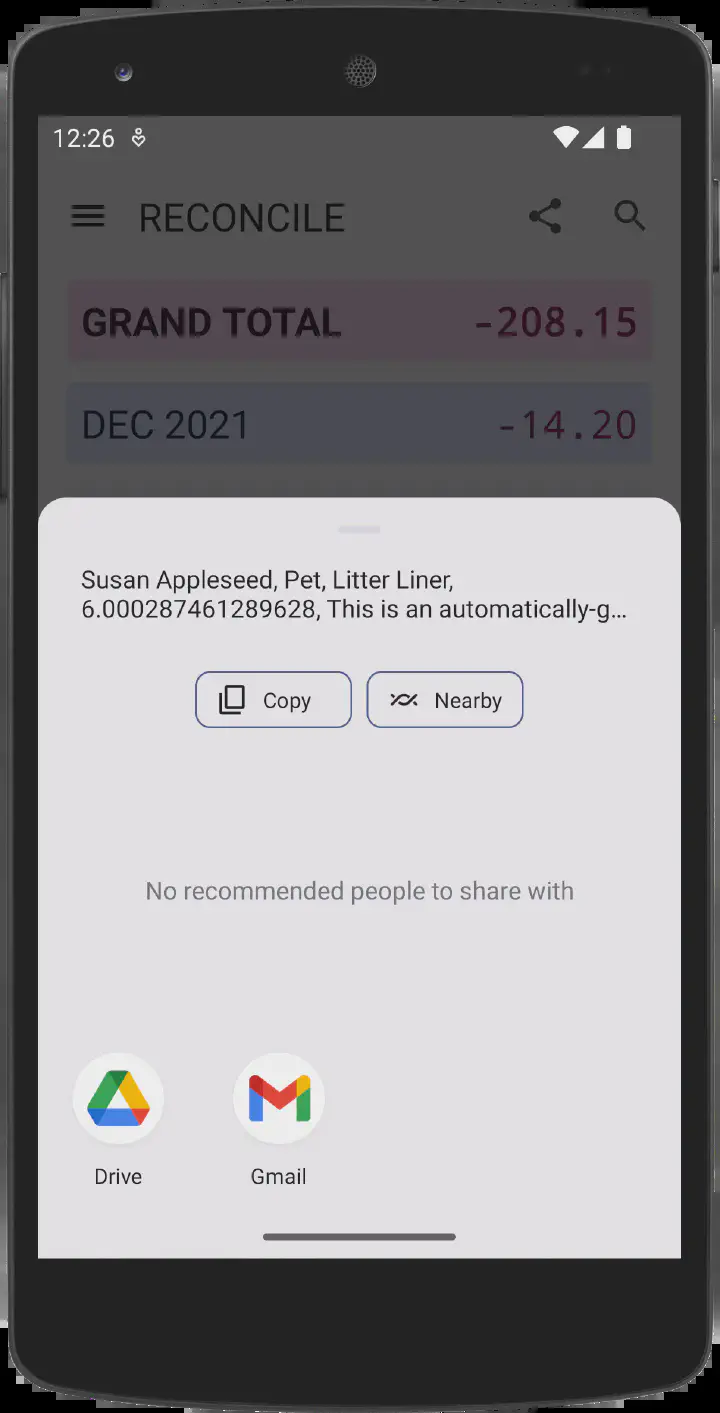 12:26
RECONCILE
GRAND TOTAL -208.15
DEC 2021 -14.20
Susan Appleseed, Pet, Litter Liner,
6.000287461289628, This is an automatically-g…
Copy Nearby
No recommended people to share with
Drive Gmail